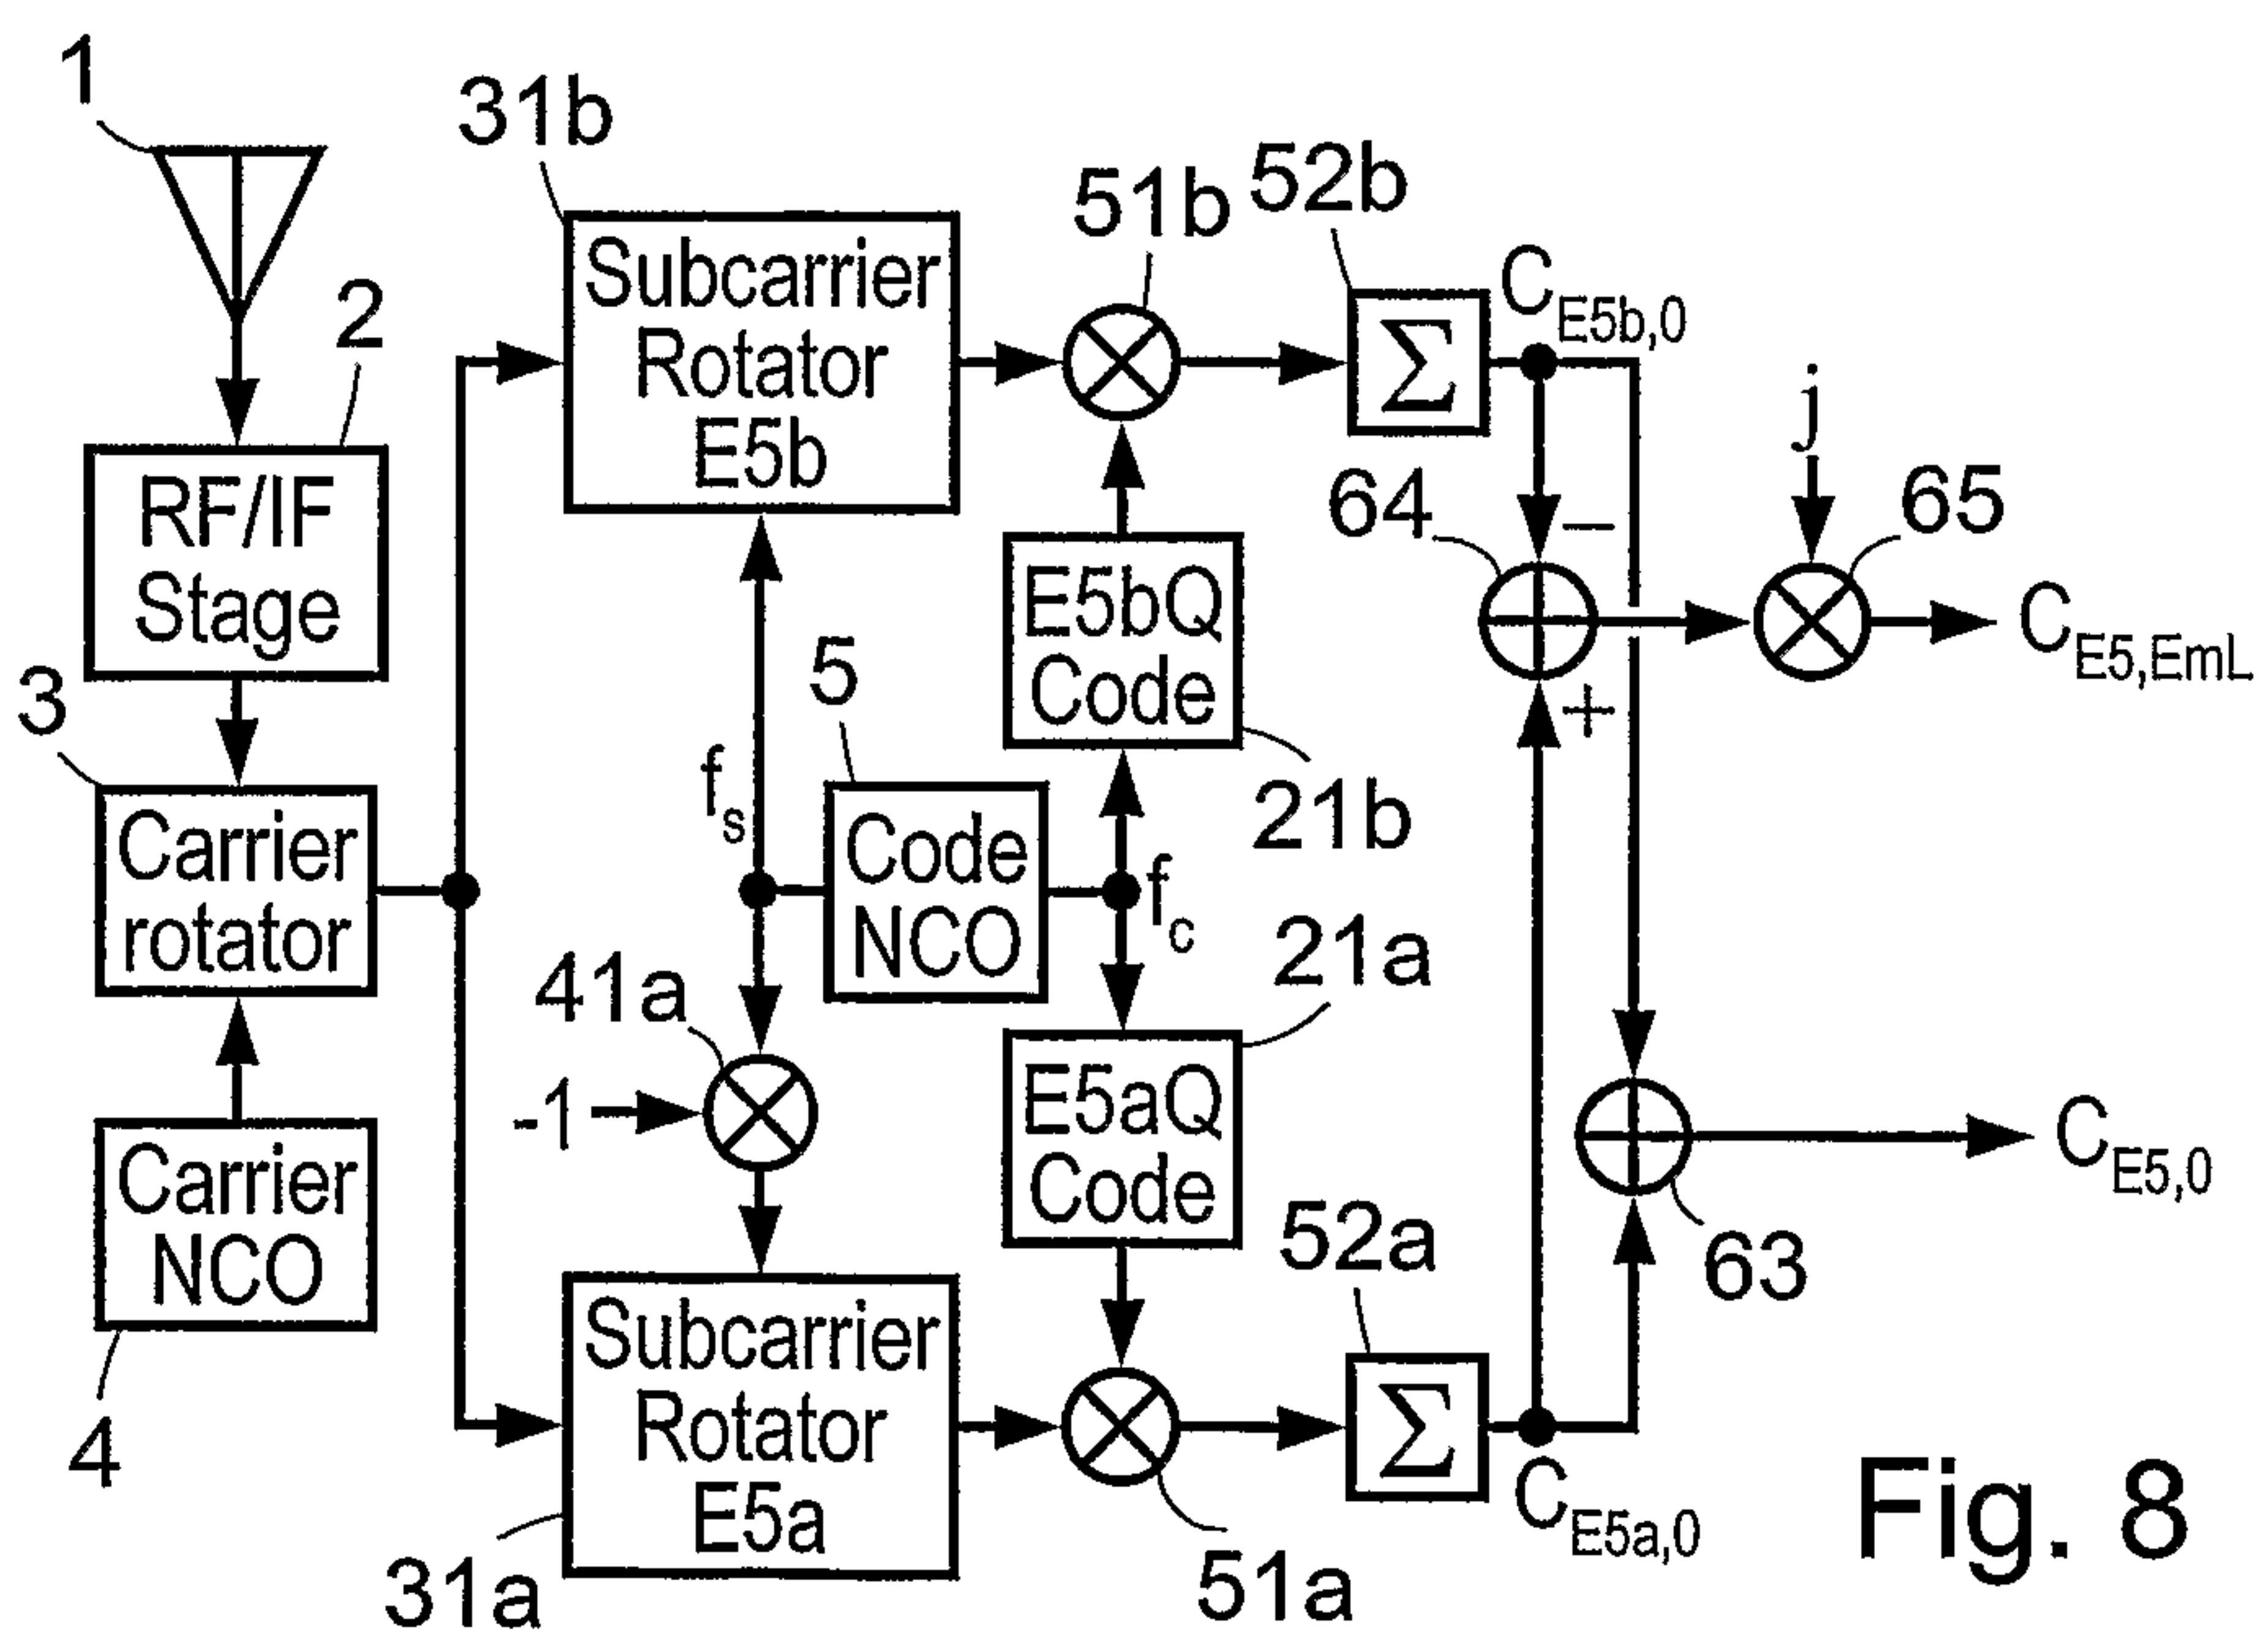 1
31b
51b
52b
C E5b,0
2
Subcarrier
Rotator
E5b
Σ
j
RF/IF
Stage
64
−
65
E5bQ
Code
C E5,EmL
3
5
+
fs
21b
Carrier
rotator
Code
NCO
fc
21a
41a
-1
E5aQ
Code
C E5,0
Carrier
NCO
52a
63
4
Subcarrier
Rotator
E5a
Σ
C E5a,0
31a
51a
Fig. 8